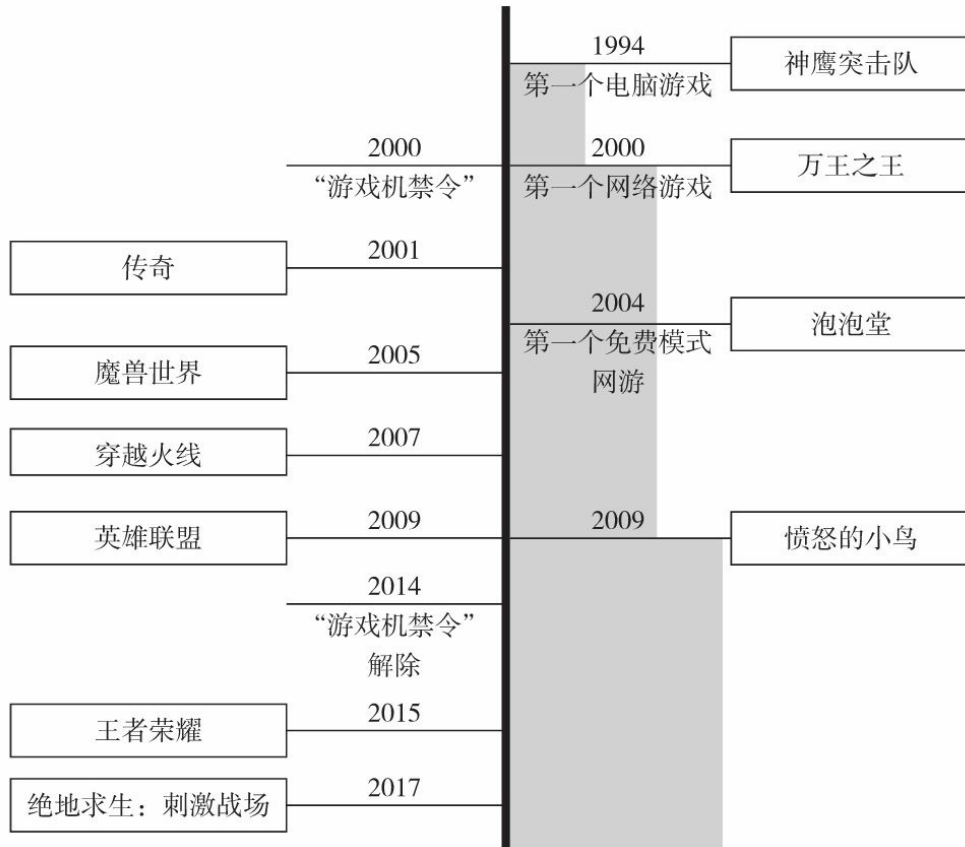 1994
神鹰突击队
第一个电脑游戏
2000
2000
万王之王
“游戏机禁令”
第一个网络游戏
传奇
2001
2004
泡泡堂
第一个免费模式
网游
魔兽世界
2005
穿越火线
2007
英雄联盟
2009
2009
愤怒的小鸟
2014
“游戏机禁令”
解除
王者荣耀
2015
绝地求生：刺激战场
2017